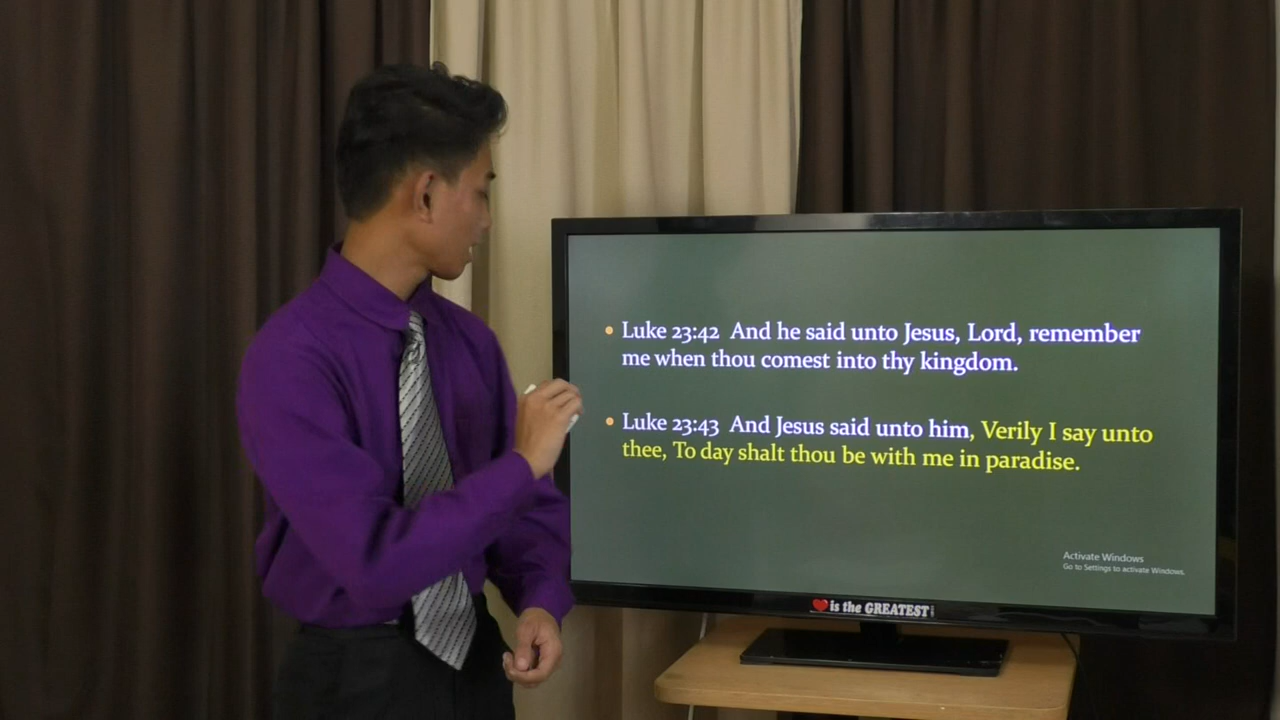 Luke 23:42 And he said unto Jesus, Lord, remember
me when thou comest into thy kingdom.
Luke 23:43 And Jesus said unto him, Verily I say unto
thee, To day shalt thou be with me in paradise.
Activate Windows
Go to Settings to activate Windows.
is the GREATEST!